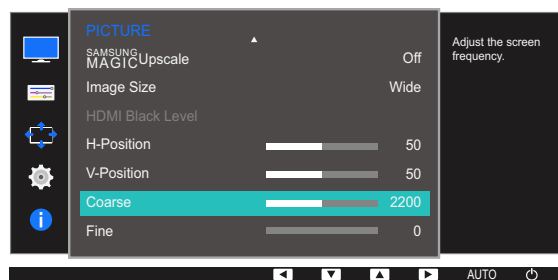 PICTURE
SAMSUNG MAGIC Upscale Off
Image Size Wide
HDMI Black Level
H-Position 50
V-Position 50
Coarse 2200
Fine 0
Adjust the screen
frequency.
AUTO